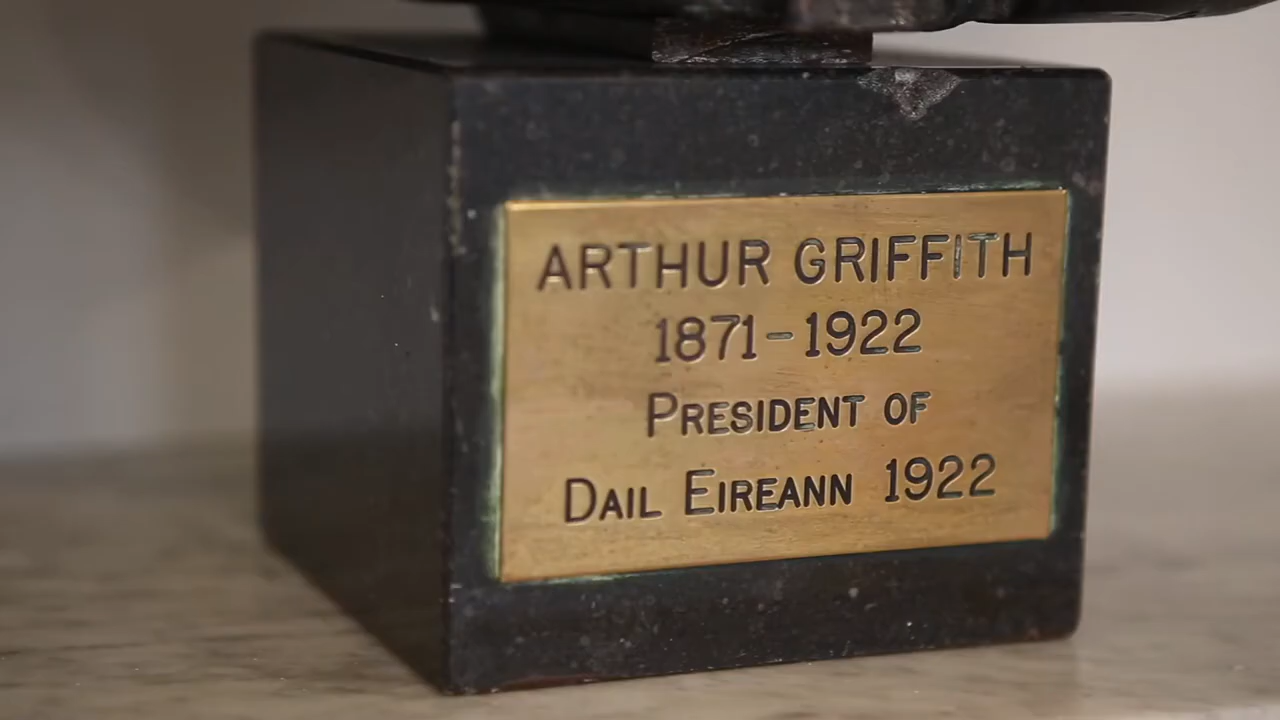 ARTHUR GRIFFITH
1871-1922
PRESIDENT OF
DAIL EIREANN 1922